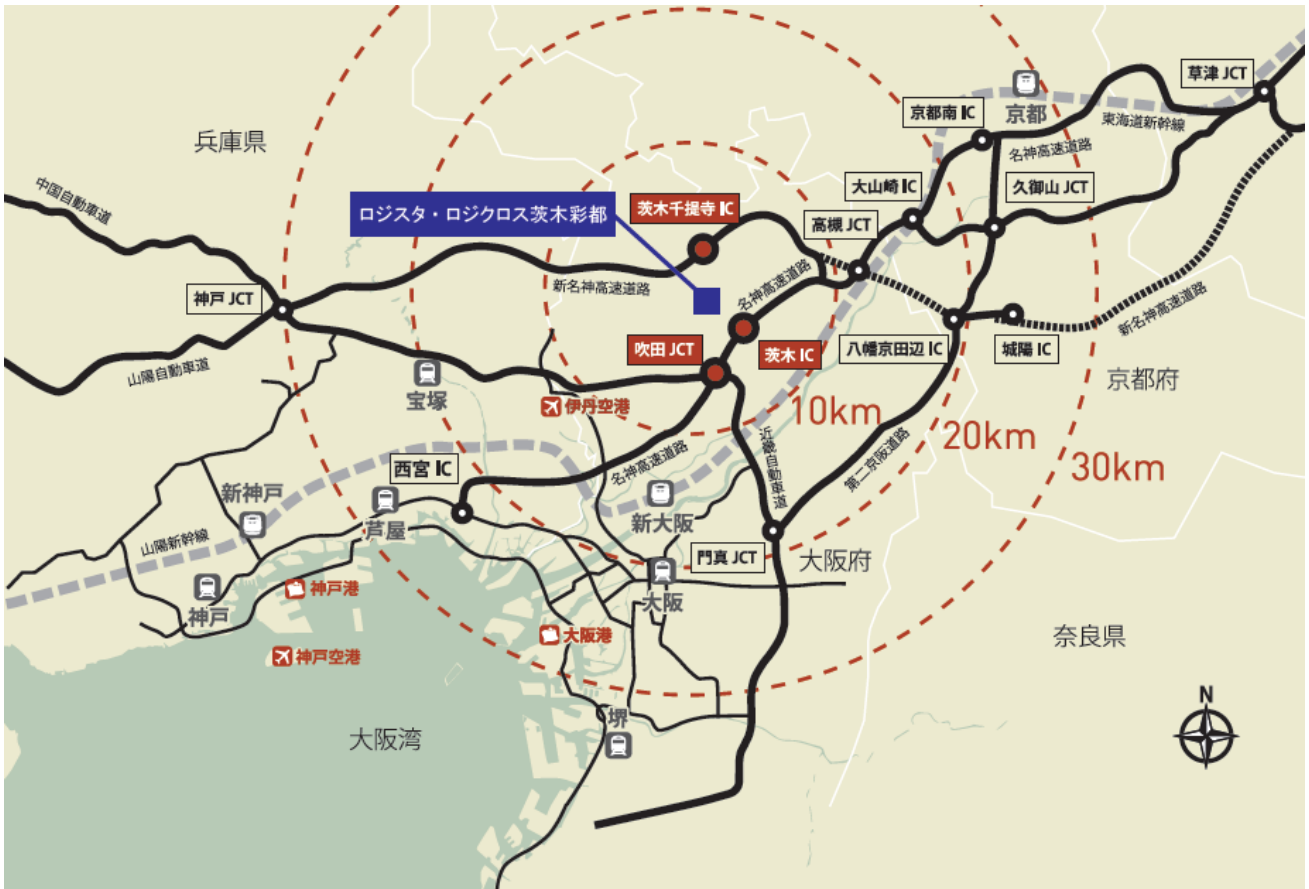 草津 JCT
京都南 IC
京都
東海道新幹線
兵庫県
名神高速道路
中国自動車道
大山崎 IC
久御山 JCT
ロジスタ・ロジクロス茨木彩都
茨木千提寺 IC
高槻 JCT
新名神高速道路
名神高速道路
神戸 JCT
新名神高速道路
吹田 JCT
茨木 IC
八幡京田辺 IC
城陽 IC
山陽自動車道
京都府
宝塚
伊丹空港
10km
20km
30km
近畿自動車道
第二京阪道路
名神高速道路
西宮 IC
新神戸
芦屋
新大阪
山陽新幹線
門真 JCT
大阪府
神戸港
神戸
大阪
大阪港
奈良県
神戸空港
N
堺
大阪湾